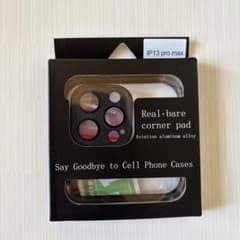 IP13 pro max
Real·bare
corner pad
Aviation aluminum alloy
Say Goodbye to Cell Phone Cases